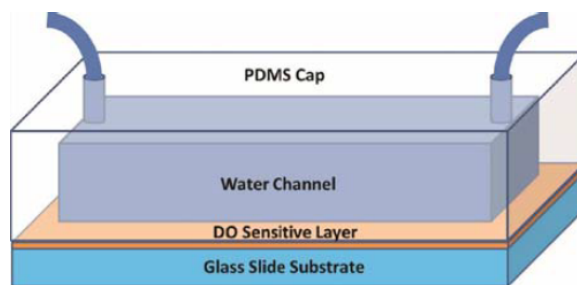 PDMS Cap
Water Channel
DO Sensitive Layer
Glass Slide Substrate